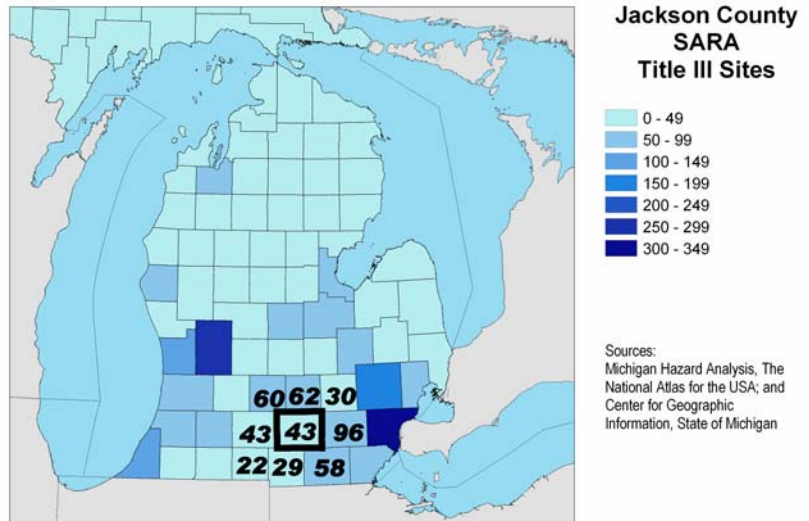 Jackson County
SARA
Title III Sites
0 - 49
50 - 99
100 - 149
150 - 199
200 - 249
250 - 299
300 - 349
Sources:
Michigan Hazard Analysis, The
National Atlas for the USA; and
Center for Geographic
Information, State of Michigan
60 62 30
43 43 96
22 29 58